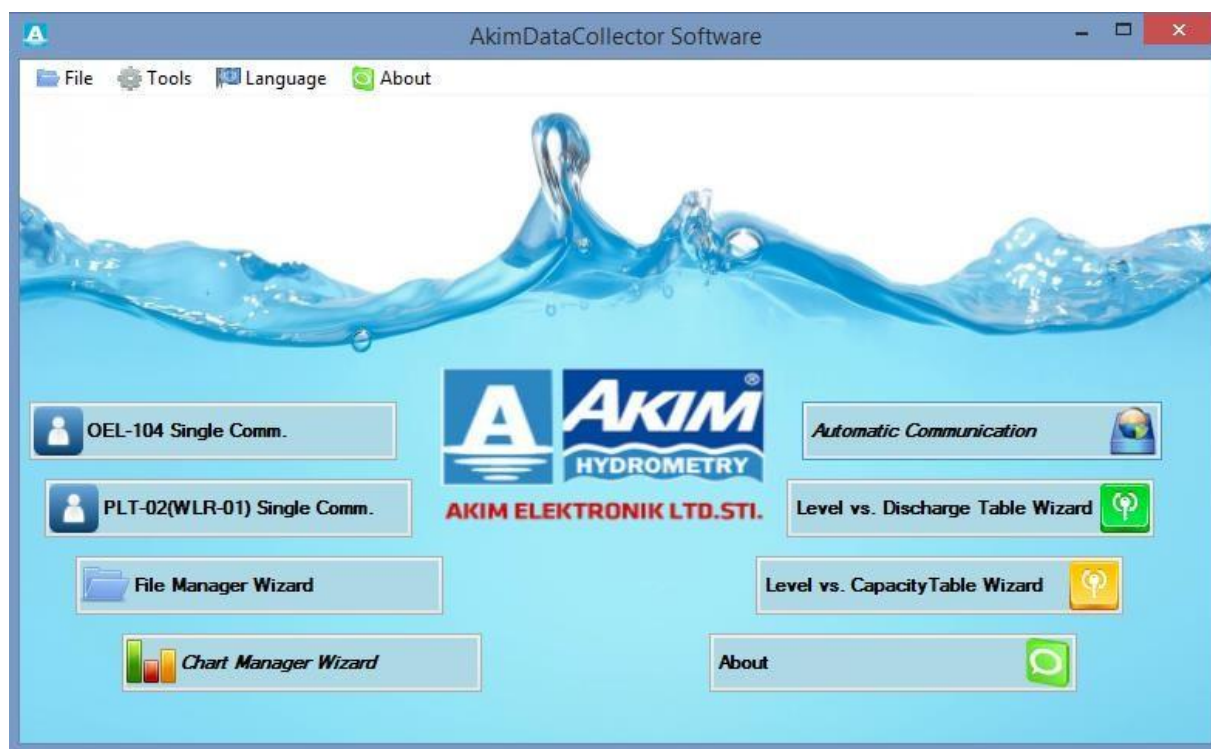 A
AkimDataCollector Software
File Tools Language About
A AKIM®
HYDROMETRY
AKIM ELEKTRONIK LTD.STI.
OEL-104 Single Comm.
PLT-02(WLR-01) Single Comm.
File Manager Wizard
Chart Manager Wizard
Automatic Communication
Level vs. Discharge Table Wizard
Level vs. CapacityTable Wizard
About